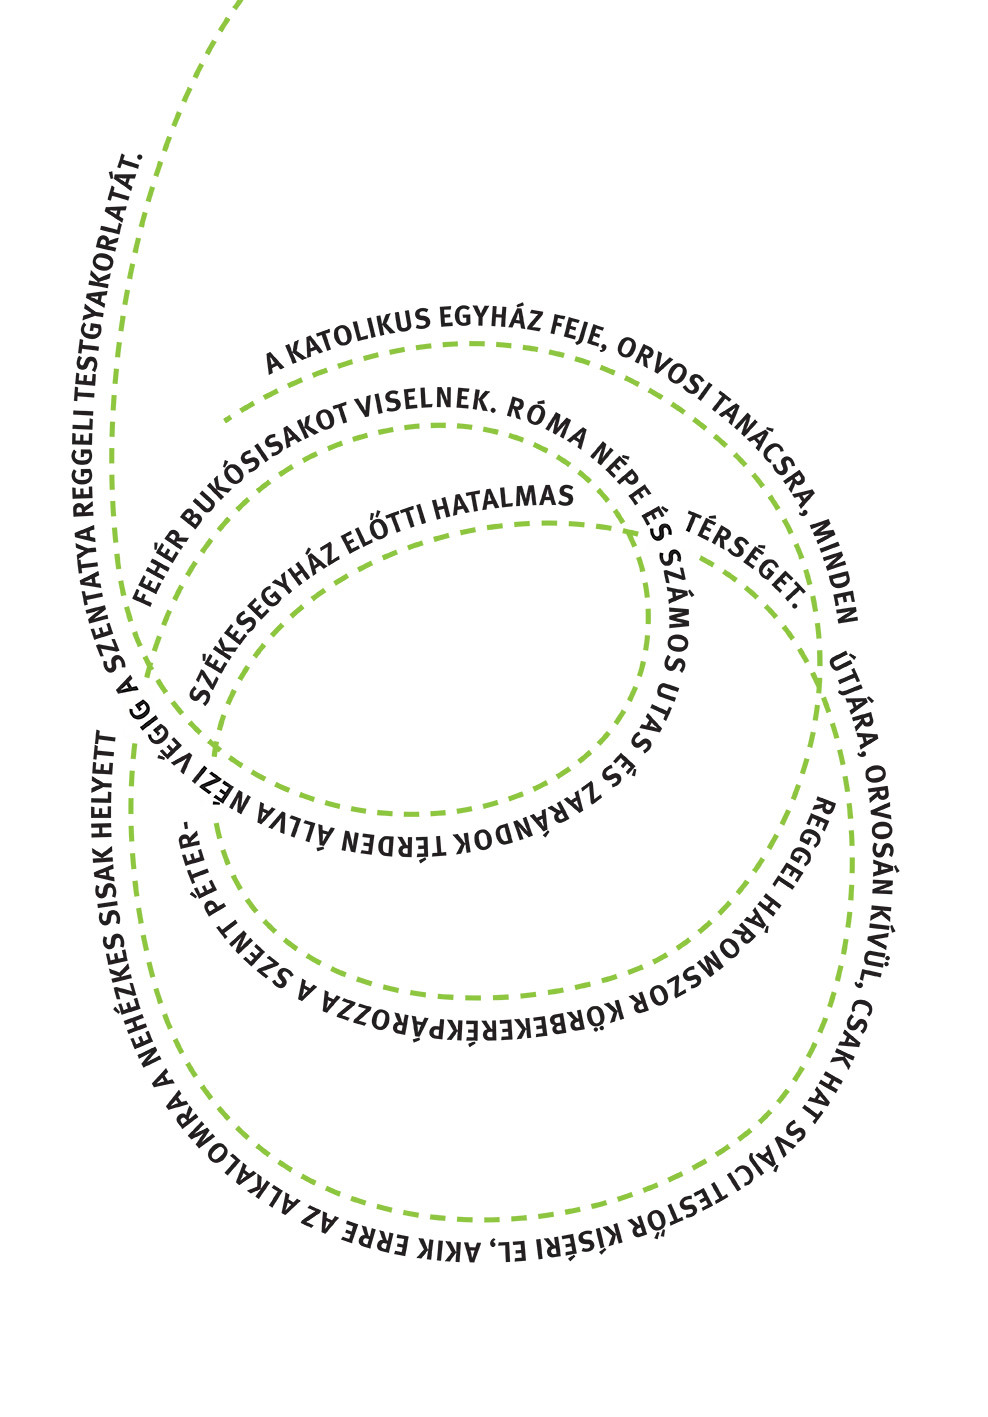 A KATOLIKUS EGYHÁZ FEJE, ORVOSI TANÁCSRA, MINDEN
REGGEL HÁROMSZOR KÖRBEKERÉKPÁROZZA A SZENT PÉTER-
SZÉKESEGYHÁZ ELŐTTI HATALMAS
TÉRSÉGET.
ÚTJÁRA, ORVOSÁN KÍVÜL, CSAK HAT SVÁJCI TESTŐR KÍSÉRI EL, AKIK ERRE AZ ALKALOMRA A NEHÉZKES SISAK HELYETT
FEHÉR BUKÓSISAKOT VISELNEK. RÓMA NÉPE ÉS SZÁMOS UTAS ÉS ZARÁNDOK TÉRDEN ÁLLVA NÉZI VÉGIG A SZENTATYA REGGELI TESTGYAKORLATÁT.